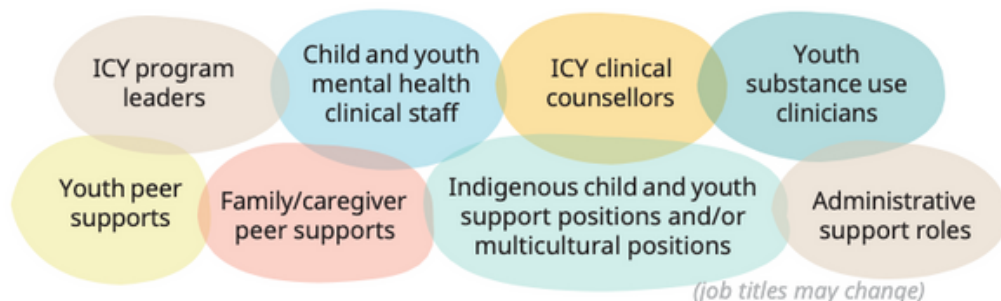 ICY program
leaders
Child and youth
mental health
clinical staff
ICY clinical
counsellors
Youth
substance use
clinicians
Youth peer
supports
Family/caregiver
peer supports
Indigenous child and youth
support positions and/or
multicultural positions
Administrative
support roles
(job titles may change)